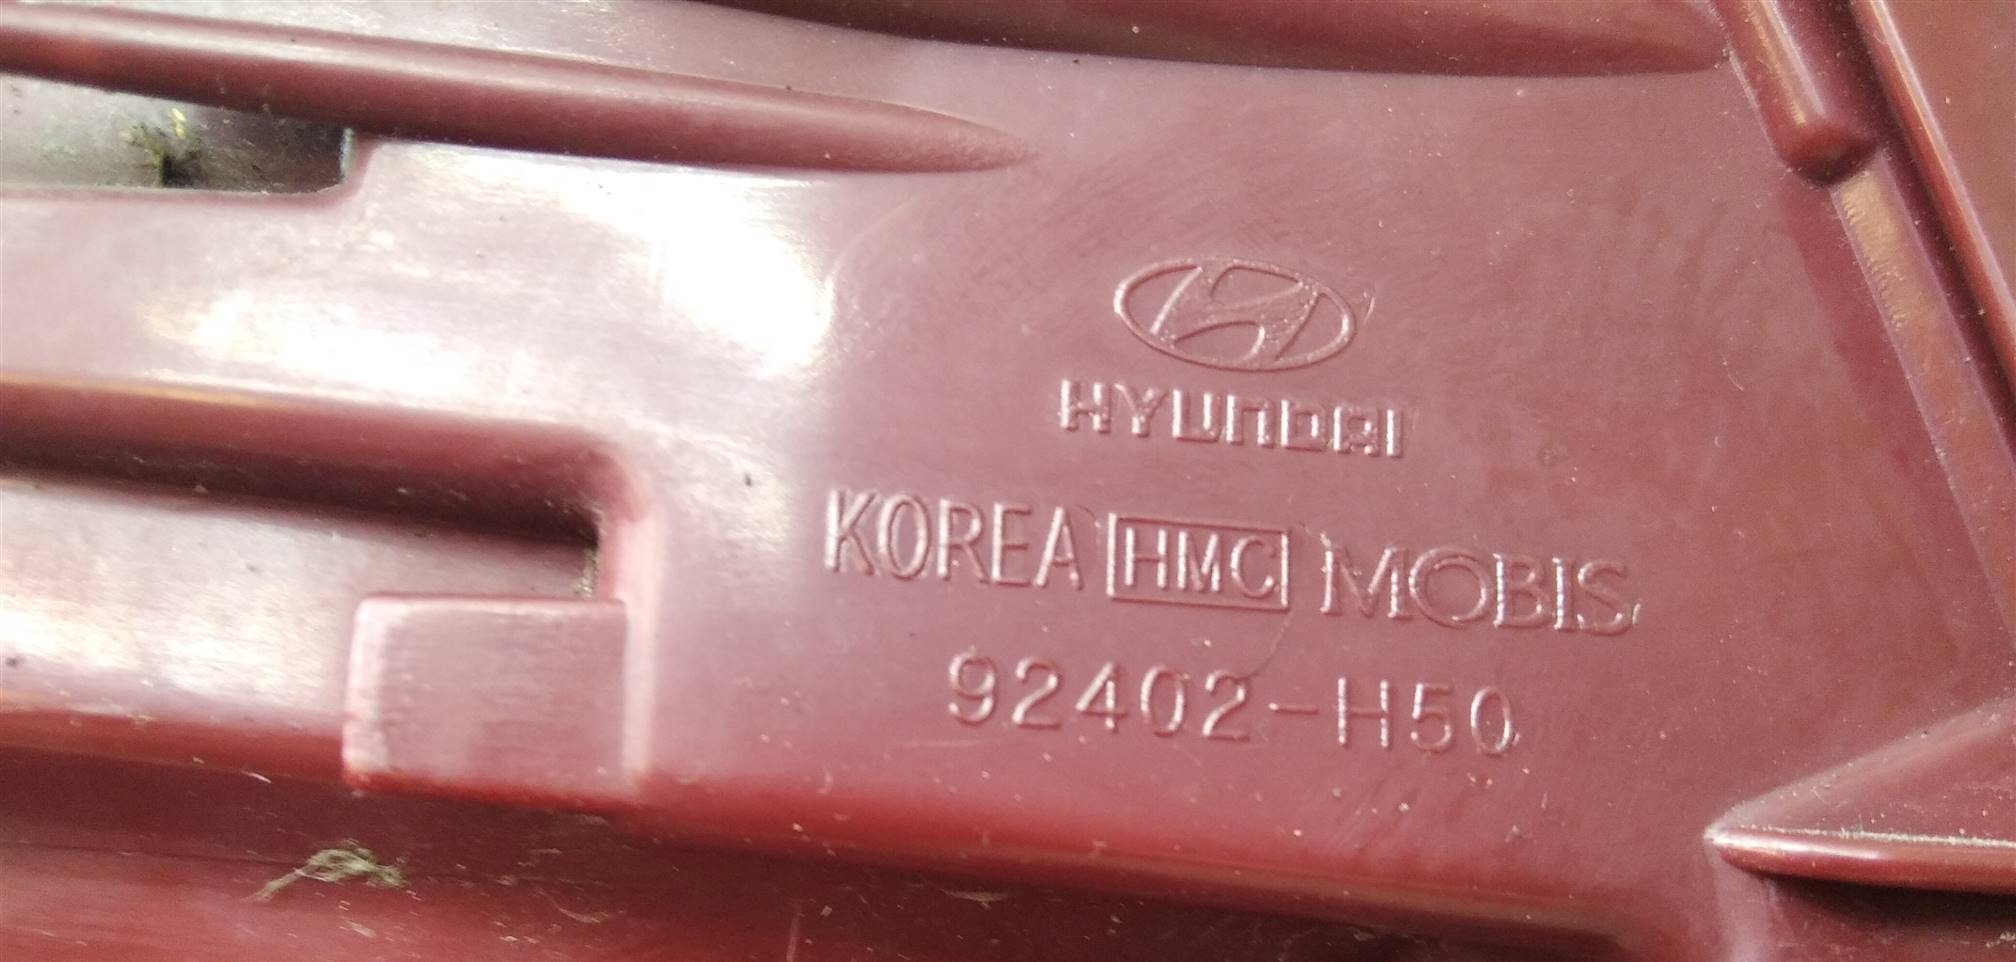 HYUNDAI
KOREA HMC MOBIS
92402-H50